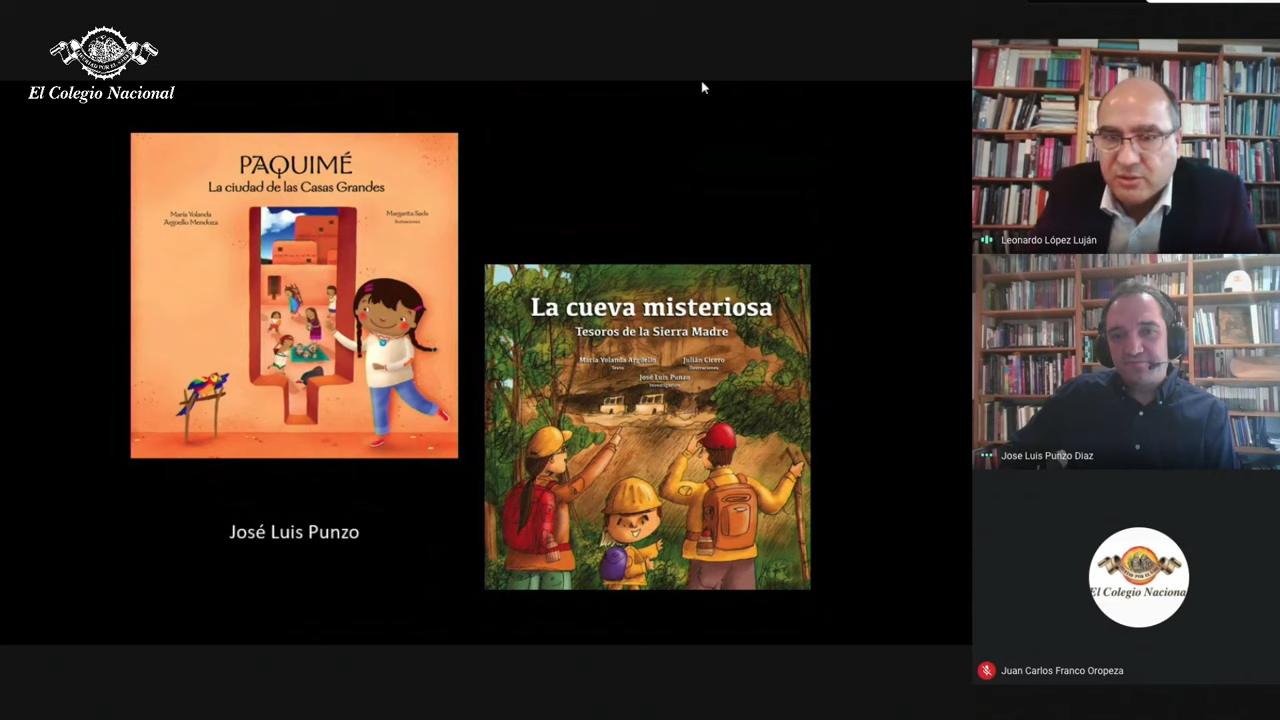 El Colegio Nacional
PAQUIMÉ
La ciudad de las Casas Grandes
María Yolanda
Argüello Mendoza
Margarita Sada
Ilustraciones
La cueva misteriosa
Tesoros de la Sierra Madre
María Yolanda Argüello
Texto
Julián Cicero
Ilustraciones
José Luis Punzo
Investigación
José Luis Punzo
Leonardo López Luján
Jose Luis Punzo Diaz
El Colegio Naciona
Juan Carlos Franco Oropeza